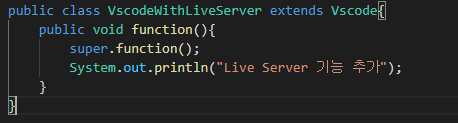 public class VscodeWithLiveServer extends Vscode{
public void function(){
super.function();
System.out.println("Live Server 기능 추가");
}
}